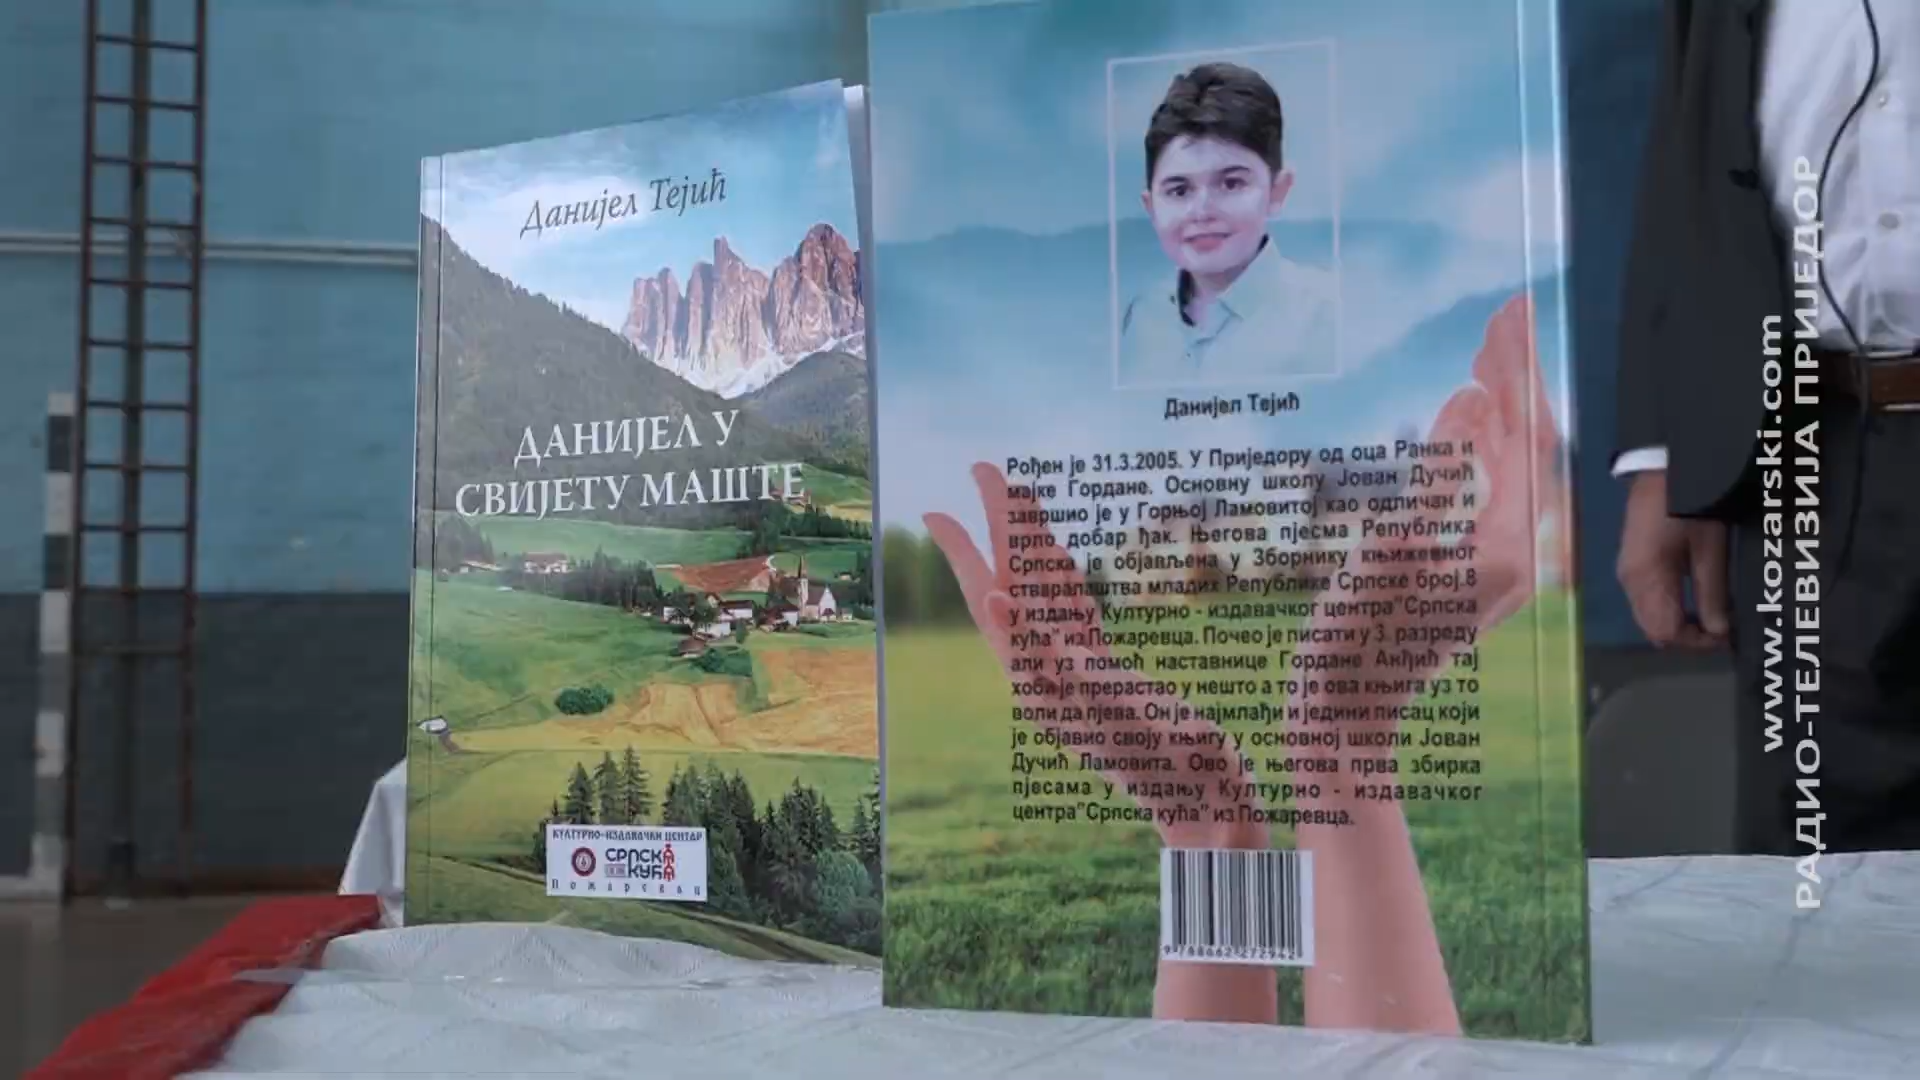 Данијел Тејић
ДАНИЈЕЛ У
СВИЈЕТУ МАШТЕ
КУЛТУРНО-ИЗДАВАЧКИ ЦЕНТАР
СРПСКА
КУЋА
Пожаревац
Данијел Тејић
Рођен је 31.3.2005. У Приједору од оца Ранка и
мајке Гордане. Основну школу Јован Дучић
завршио је у Горњој Ламовитој као одличан и
врло добар ђак. Његова пјесма Република
Српска је објављена у Зборнику књижевног
стваралаштва младих Републике Српске број.8
у издању Културно - издавачког центра"Српска
кућа" из Пожаревца. Почео је писати у 3. разреду
али уз помоћ наставнице Гордане Анђић тај
хоби је прерастао у нешто а то је ова књига уз то
воли да пјева. Он је најмлађи и једини писац који
је објавио своју књигу у основној школи Јован
Дучић Ламовита. Ово је његова прва збирка
пјесама у издању Културно - издавачког
центра"Српска кућа" из Пожаревца.
9 788662 272942
www.kozarski.com
РАДИО-ТЕЛЕВИЗИЈА ПРИЈЕДОР